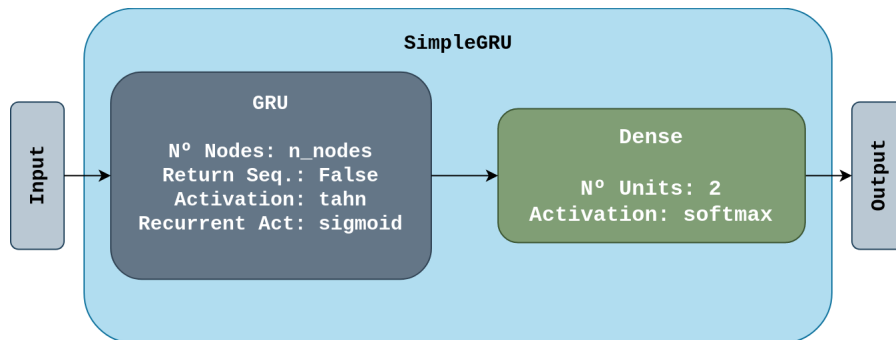 SimpleGRU
Input
GRU
Nº Nodes: n_nodes
Return Seq.: False
Activation: tahn
Recurrent Act: sigmoid
Dense
Nº Units: 2
Activation: softmax
Output